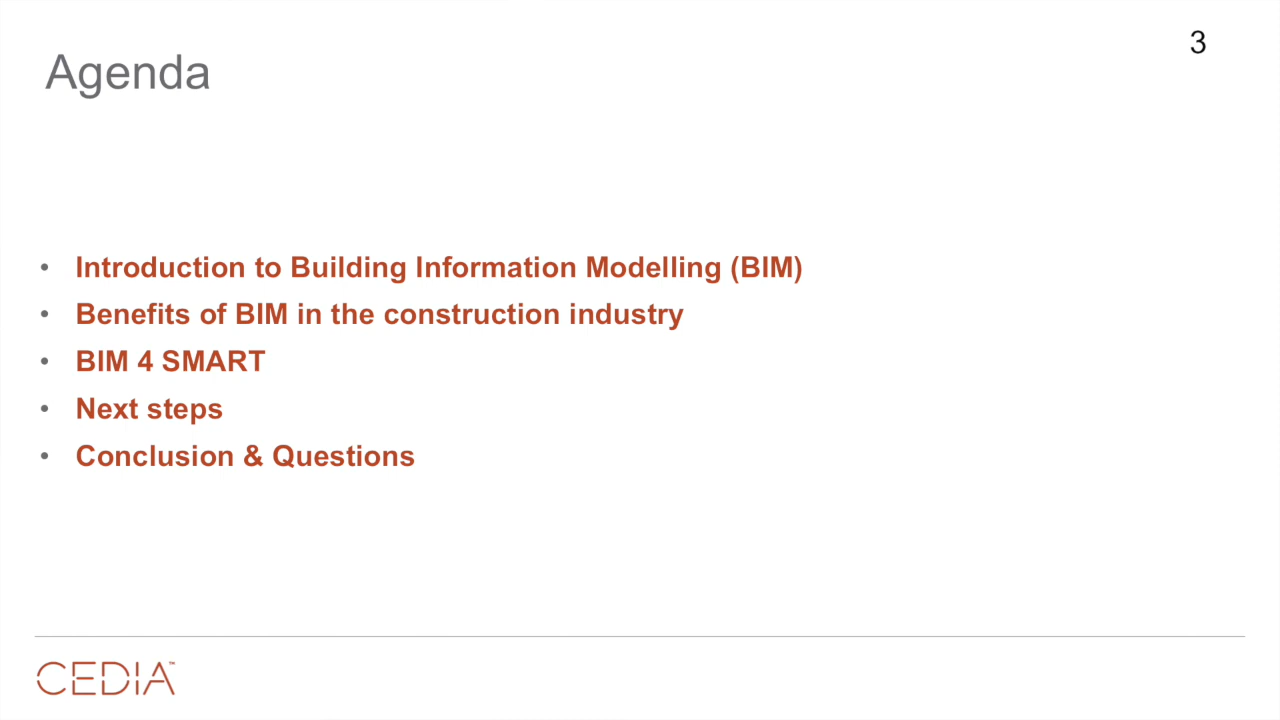 3
Agenda
• Introduction to Building Information Modelling (BIM)
• Benefits of BIM in the construction industry
• BIM 4 SMART
• Next steps
• Conclusion & Questions
CEDIA™